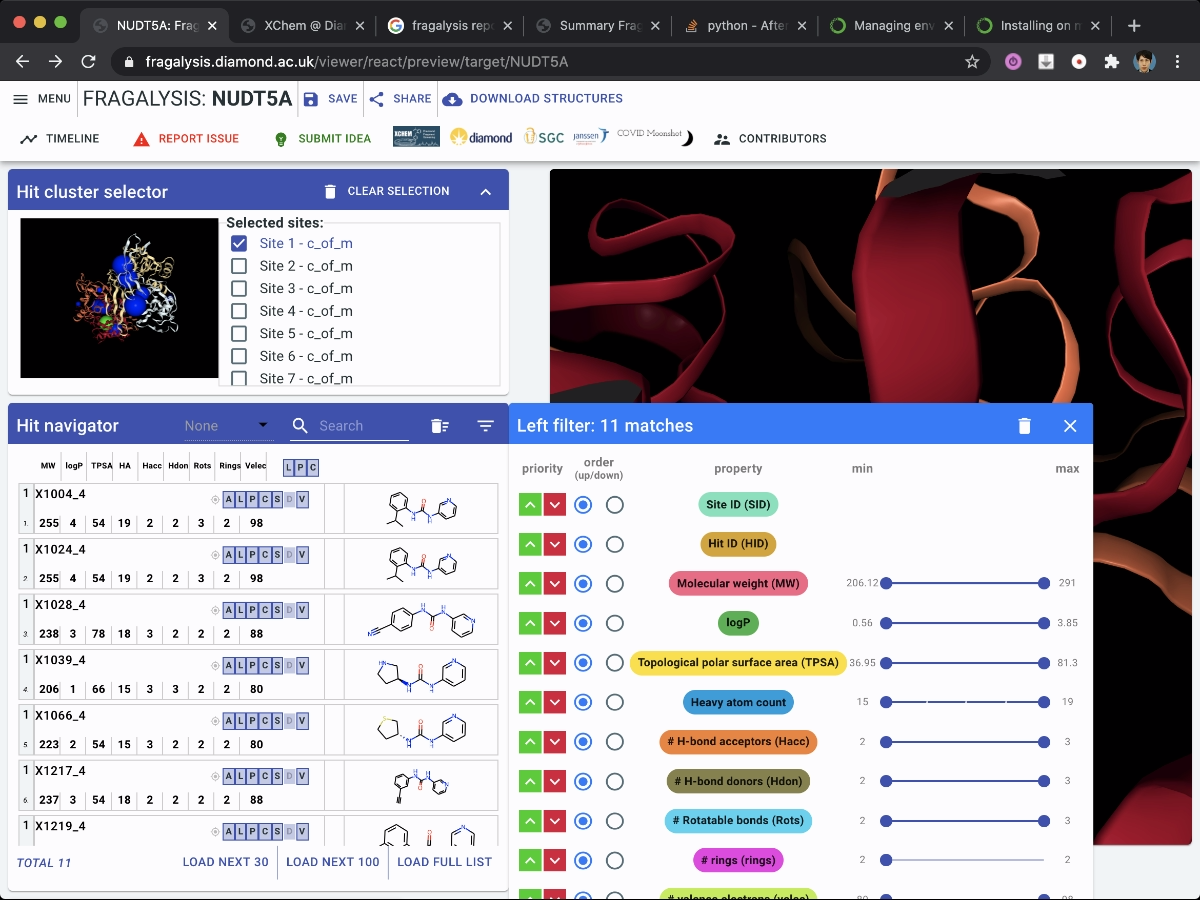 NUDT5A: Frag
XChem @ Dia
fragalysis rep
Summary Frag
python - After
Managing env
Installing on m
fragalysis.diamond.ac.uk/viewer/react/preview/target/NUDT5A
MENU
FRAGALYSIS: NUDT5A
SAVE
SHARE
DOWNLOAD STRUCTURES
TIMELINE
REPORT ISSUE
SUBMIT IDEA
XCHEM
diamond
SGC
janssen
COVID Moonshot
CONTRIBUTORS
Hit cluster selector
CLEAR SELECTION
Selected sites:
Site 1 - c_of_m
Site 2 - c_of_m
Site 3 - c_of_m
Site 4 - c_of_m
Site 5 - c_of_m
Site 6 - c_of_m
Site 7 - c_of_m
Hit navigator
None
Search
MW logP TPSA HA Hacc Hdon Rots Rings Velec L P C
1 X1004_4 A L P C S D V
1. 255 4 54 19 2 2 3 2 98
1 X1024_4 A L P C S D V
2. 255 4 54 19 2 2 3 2 98
1 X1028_4 A L P C S D V
3. 238 3 78 18 3 2 2 2 88
1 X1039_4 A L P C S D V
4. 206 1 66 15 3 3 2 2 80
1 X1066_4 A L P C S D V
5. 223 2 54 15 3 2 2 2 80
1 X1217_4 A L P C S D V
6. 237 3 54 18 2 2 2 2 88
1 X1219_4 A L P C S D V
TOTAL 11
LOAD NEXT 30
LOAD NEXT 100
LOAD FULL LIST
Left filter: 11 matches
priority order (up/down) property min max
Site ID (SID)
Hit ID (HID)
Molecular weight (MW) 206.12 291
logP 0.56 3.85
Topological polar surface area (TPSA) 36.95 81.3
Heavy atom count 15 19
# H-bond acceptors (Hacc) 2 3
# H-bond donors (Hdon) 2 3
# Rotatable bonds (Rots) 2 3
# rings (rings) 2 2
# valence electrons (velec) 80 98